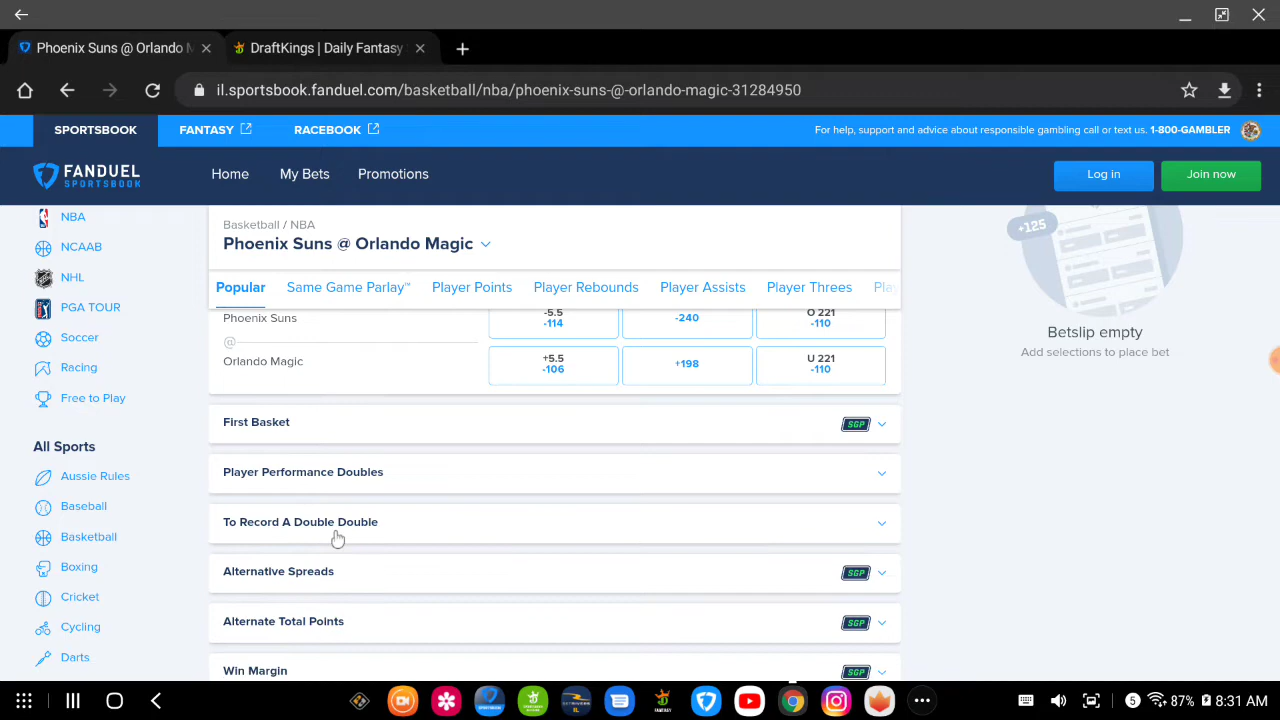 Phoenix Suns @ Orlando M
DraftKings | Daily Fantasy
il.sportsbook.fanduel.com/basketball/nba/phoenix-suns-@-orlando-magic-31284950
SPORTSBOOK FANTASY RACEBOOK For help, support and advice about responsible gambling call or text us. 1-800-GAMBLER
FANDUEL
SPORTSBOOK
Home My Bets Promotions Log in Join now
NBA
NCAAB
NHL
PGA TOUR
Soccer
Racing
Free to Play
All Sports
Aussie Rules
Baseball
Basketball
Boxing
Cricket
Cycling
Darts
Basketball / NBA
Phoenix Suns @ Orlando Magic
Popular Same Game Parlay™ Player Points Player Rebounds Player Assists Player Threes Pla
Phoenix Suns -5.5 -114 -240 O 221 -110
@
Orlando Magic +5.5 -106 +198 U 221 -110
First Basket SGP
Player Performance Doubles
To Record A Double Double
Alternative Spreads SGP
Alternate Total Points SGP
Win Margin SGP
+125
Betslip empty
Add selections to place bet
5 87% 8:31 AM